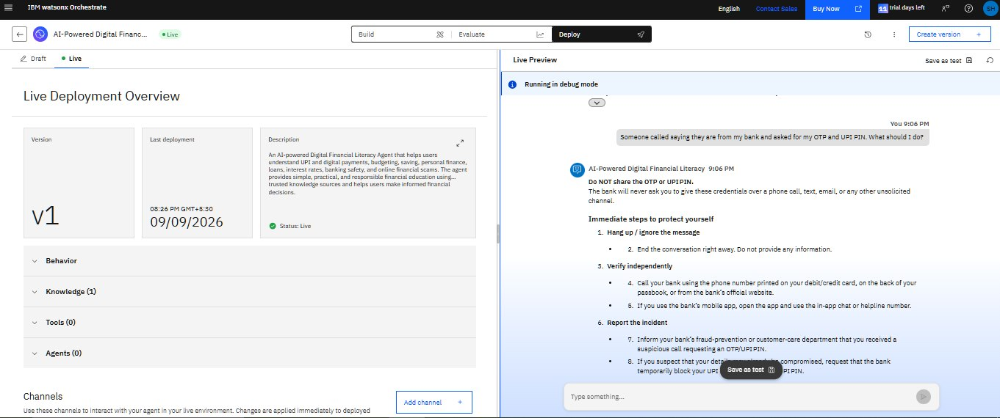 IBM watsonx Orchestrate
English
Contact Sales
Buy Now
11 trial days left
SH
AI-Powered Digital Financ...
Live
Build
Evaluate
Deploy
Create version +
Draft
Live
Live Preview
Save as test
Running in debug mode
Live Deployment Overview
Version
v1
Last deployment
08:26 PM GMT+5:30
09/09/2026
Description
An AI-powered Digital Financial Literacy Agent that helps users
understand UPI and digital payments, budgeting, saving, personal finance,
loans, interest rates, banking safety, and online financial scams. The agent
provides simple, practical, and responsible financial education using...
trusted knowledge sources and helps users make informed financial
decisions.
Status: Live
Behavior
Knowledge (1)
Tools (0)
Agents (0)
Channels
Use these channels to interact with your agent in your live environment. Changes are applied immediately to deployed
Add channel +
You 9:06 PM
Someone called saying they are from my bank and asked for my OTP and UPI PIN. What should I do?
AI-Powered Digital Financial Literacy 9:06 PM
Do NOT share the OTP or UPI PIN.
The bank will never ask you to give these credentials over a phone call, text, email, or any other unsolicited
channel.
Immediate steps to protect yourself
1. Hang up / ignore the message
• 2. End the conversation right away. Do not provide any information.
3. Verify independently
• 4. Call your bank using the phone number printed on your debit/credit card, on the back of your
passbook, or from the bank's official website.
• 5. If you use the bank's mobile app, open the app and use the in-app chat or helpline number.
6. Report the incident
• 7. Inform your bank's fraud-prevention or customer-care department that you received a
suspicious call requesting an OTP/UPI PIN.
• 8. If you suspect that your details compromised, request that the bank
temporarily block your UPI PIN.
Save as test
Type something...